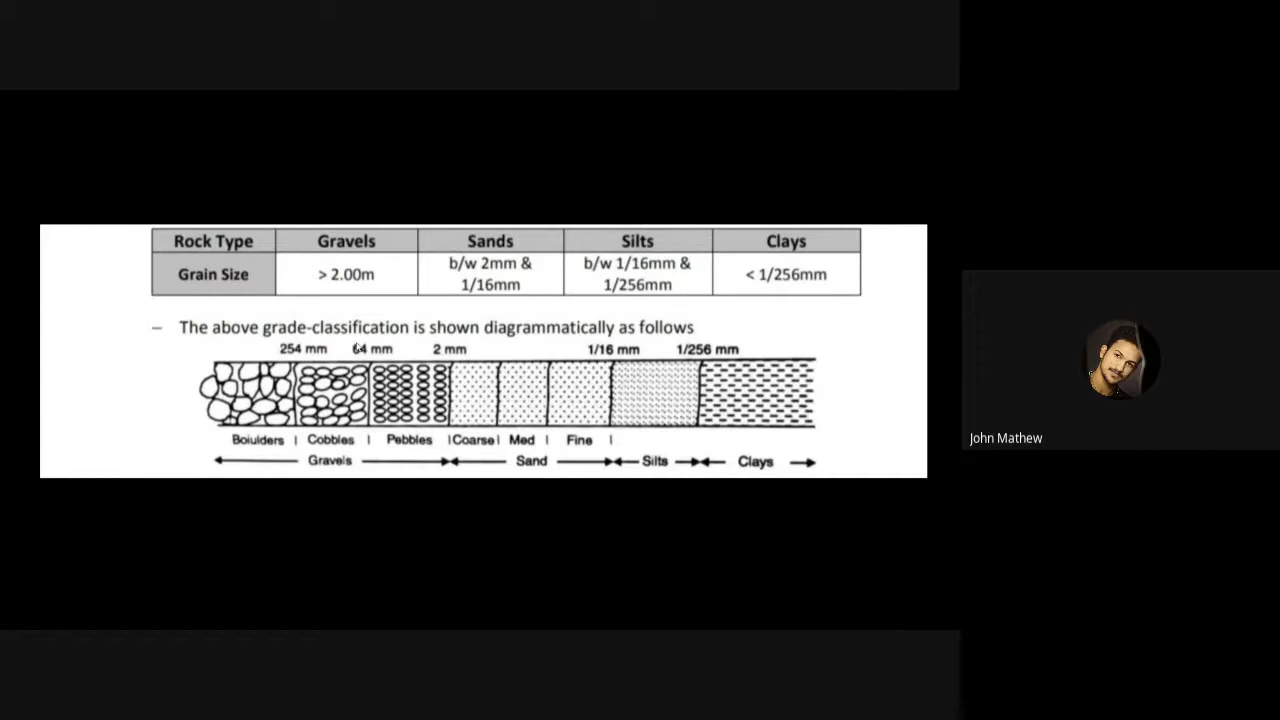 Rock Type Gravels Sands Silts Clays
Grain Size > 2.00m b/w 2mm & 1/16mm b/w 1/16mm & 1/256mm < 1/256mm
– The above grade-classification is shown diagrammatically as follows
254 mm 64 mm 2 mm 1/16 mm 1/256 mm
Boiulders Cobbles Pebbles Coarse Med Fine
Gravels Sand Silts Clays
John Mathew